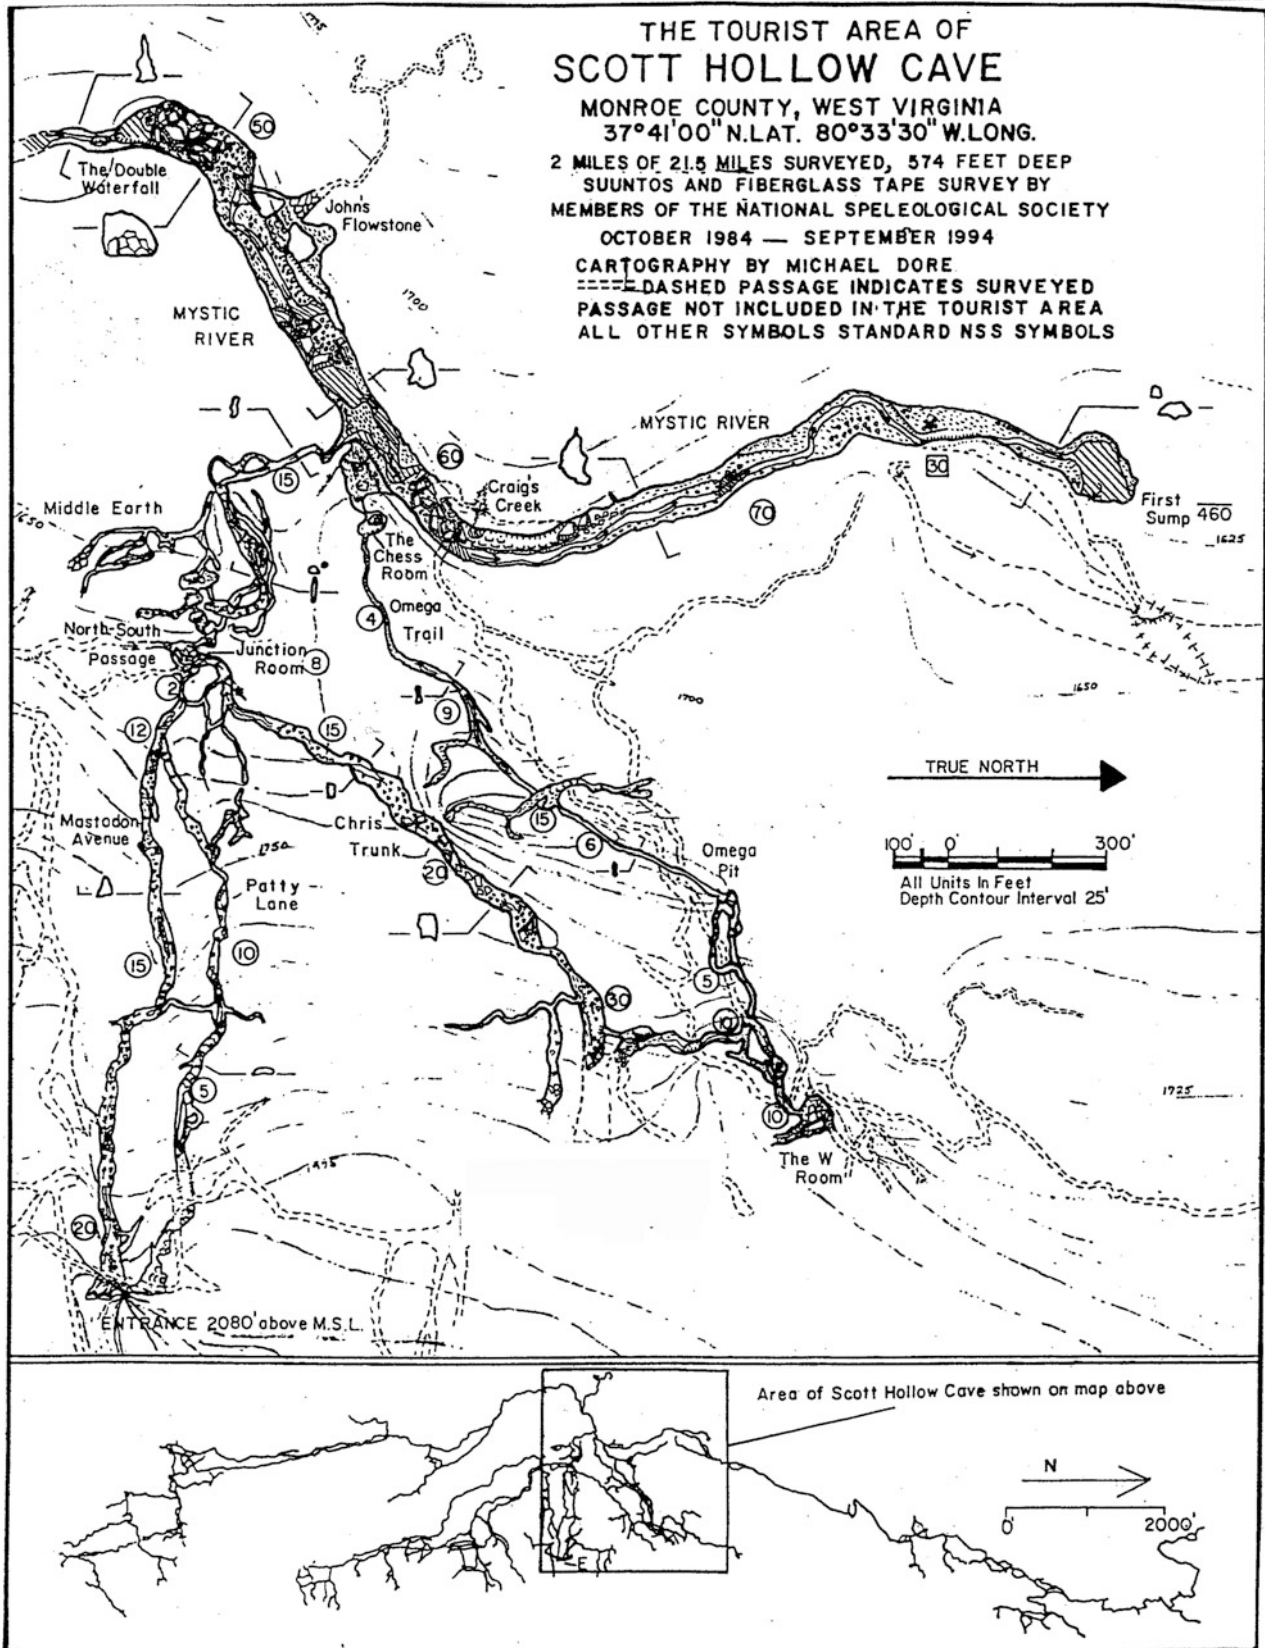 THE TOURIST AREA OF
SCOTT HOLLOW CAVE
MONROE COUNTY, WEST VIRGINIA
37°41'00" N.LAT. 80°33'30" W.LONG.
2 MILES OF 21.5 MILES SURVEYED, 574 FEET DEEP
SUUNTOS AND FIBERGLASS TAPE SURVEY BY
MEMBERS OF THE NATIONAL SPELEOLOGICAL SOCIETY
OCTOBER 1984 — SEPTEMBER 1994
CARTOGRAPHY BY MICHAEL DORE
DASHED PASSAGE INDICATES SURVEYED
PASSAGE NOT INCLUDED IN THE TOURIST AREA
ALL OTHER SYMBOLS STANDARD NSS SYMBOLS
1775
50
The Double
Waterfall
John's
Flowstone
1700
MYSTIC
RIVER
MYSTIC RIVER
60
15
Craig's
Creek
30
70
First
Sump 460
1625
Middle Earth
1650
The
Chess
Room
4
Omega
Trail
North-South
Passage
Junction
Room
8
2
12
15
9
1700
1650
TRUE NORTH
100' 0' 300'
All Units In Feet
Depth Contour Interval 25'
Mastodon
Avenue
Chris
Trunk
15
6
Omega
Pit
20
1750
Patty
Lane
15
10
5
30
10
5
10
1725
The W
Room
20
ENTRANCE 2080' above M.S.L.
Area of Scott Hollow Cave shown on map above
N
0' 2000'
E